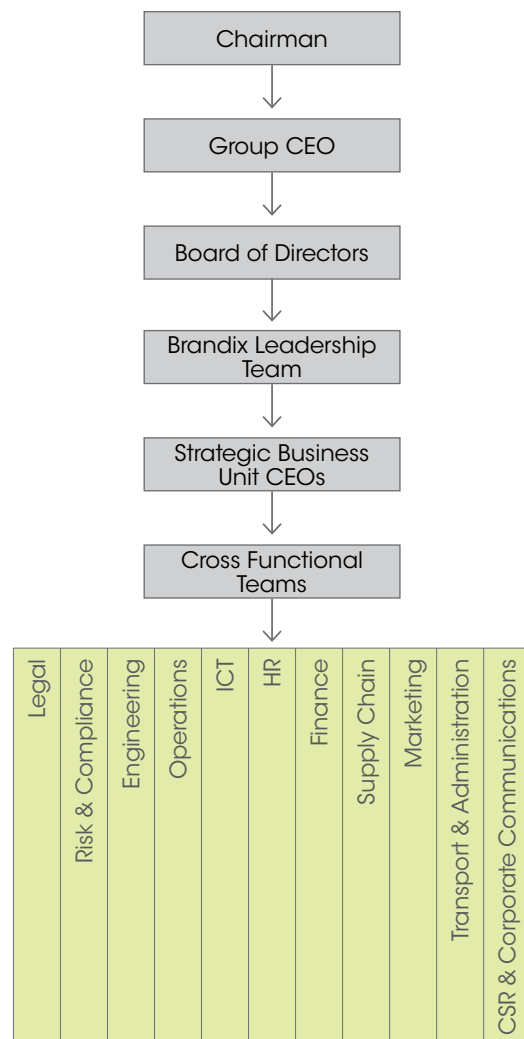 Chairman
Group CEO
Board of Directors
Brandix Leadership
Team
Strategic Business
Unit CEOs
Cross Functional
Teams
Legal
Risk & Compliance
Engineering
Operations
ICT
HR
Finance
Supply Chain
Marketing
Transport & Administration
CSR & Corporate Communications